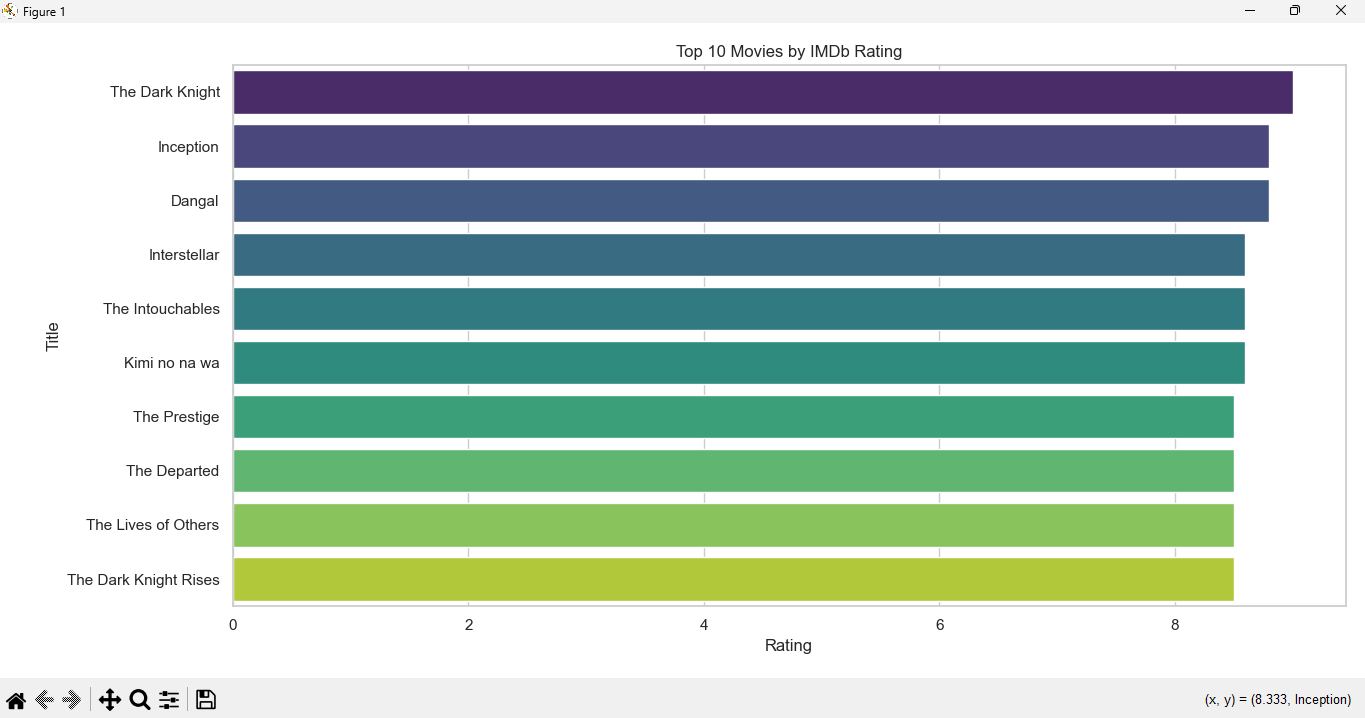 Figure 1
Top 10 Movies by IMDb Rating
The Dark Knight
Inception
Dangal
Interstellar
The Intouchables
Title
Kimi no na wa
The Prestige
The Departed
The Lives of Others
The Dark Knight Rises
0 2 4 6 8
Rating
(x, y) = (8.333, Inception)